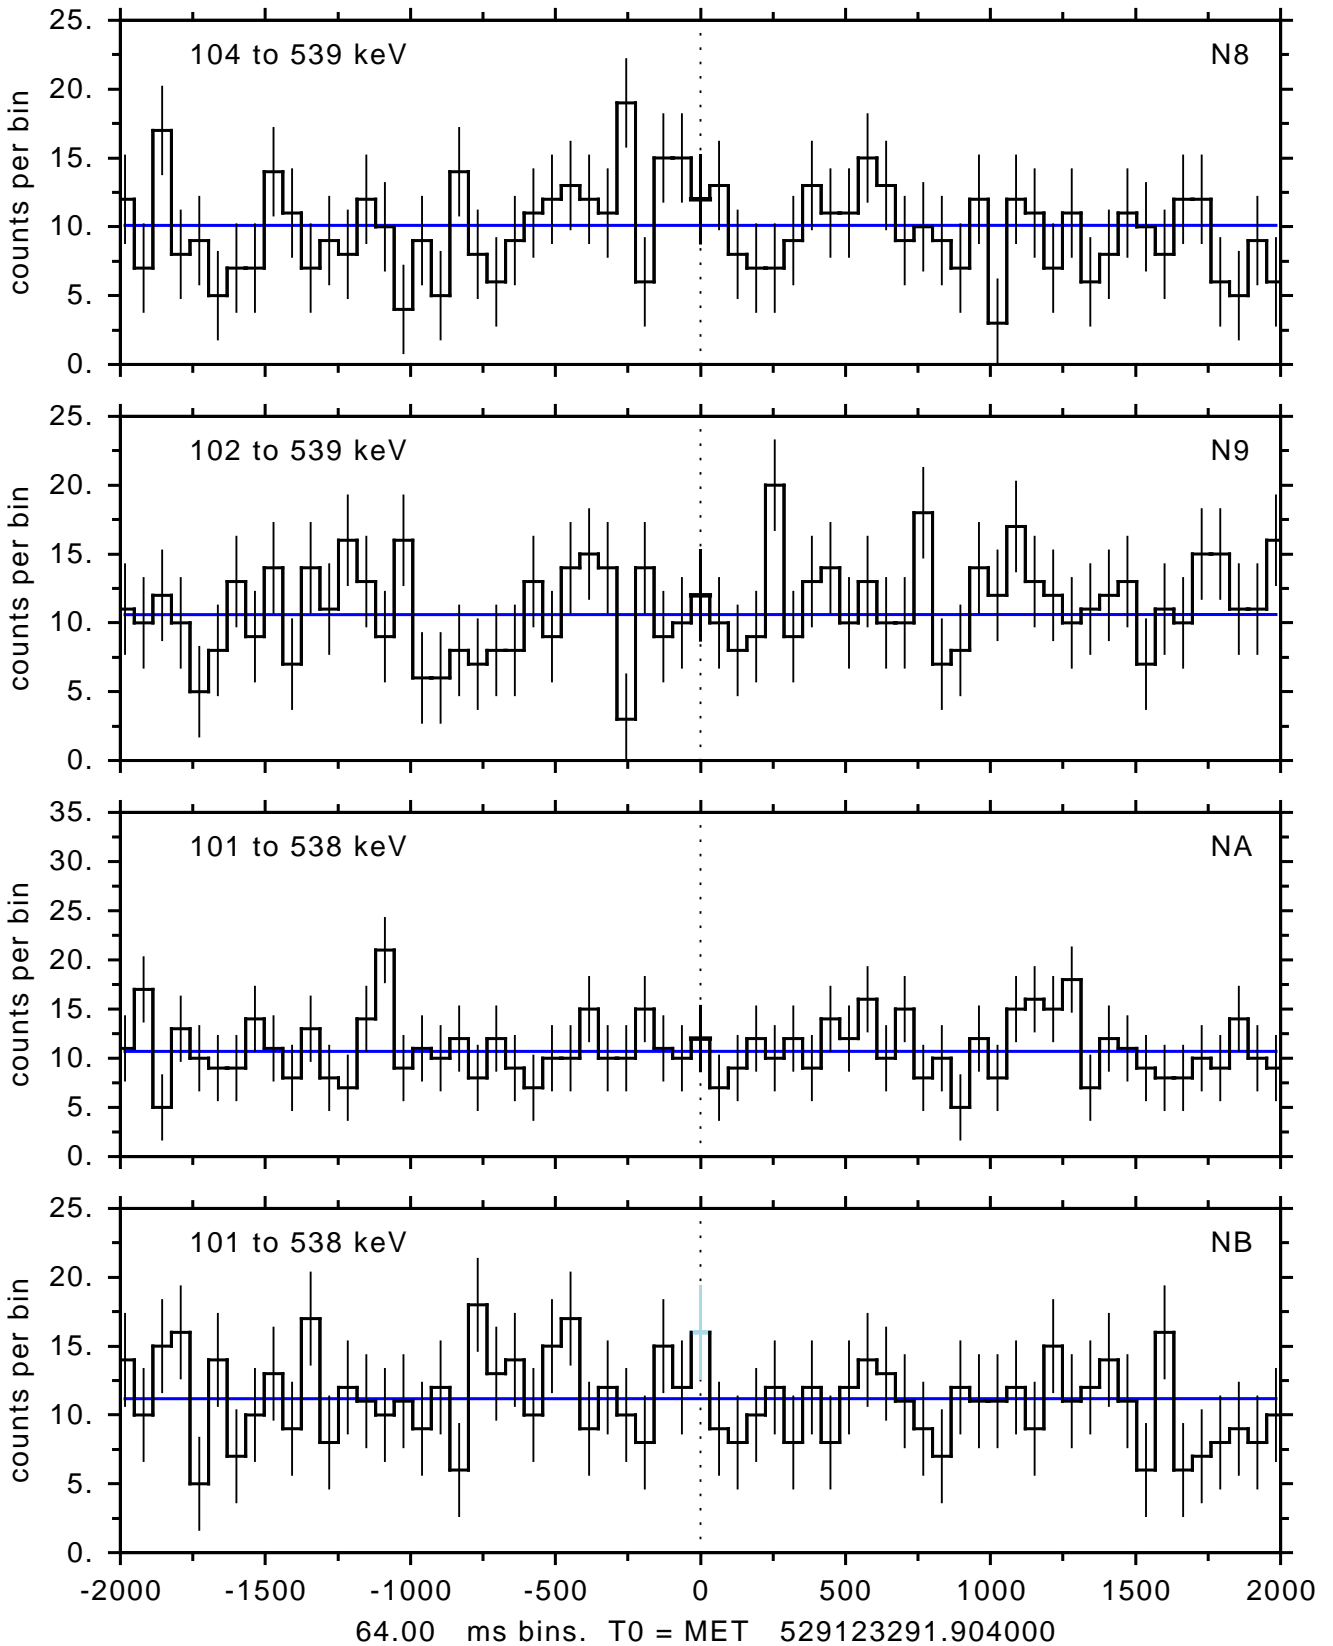 25.
104 to 539 keV N8
20.
15.
10.
5.
0.
counts per bin
25.
102 to 539 keV N9
20.
15.
10.
5.
0.
counts per bin
35.
101 to 538 keV NA
30.
25.
20.
15.
10.
5.
0.
counts per bin
25.
101 to 538 keV NB
20.
15.
10.
5.
0.
counts per bin
-2000 -1500 -1000 -500 0 500 1000 1500 2000
64.00 ms bins. T0 = MET 529123291.904000